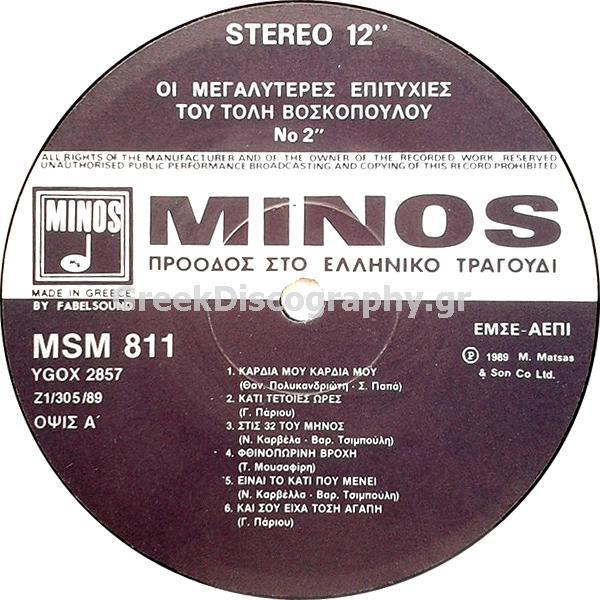 STEREO 12"
ΟΙ ΜΕΓΑΛΥΤΕΡΕΣ ΕΠΙΤΥΧΙΕΣ
ΤΟΥ ΤΟΛΗ ΒΟΣΚΟΠΟΥΛΟΥ
No 2"
ALL RIGHTS OF THE MANUFACTURER AND OF THE OWNER OF THE RECORDED WORK RESERVED
UNAUTHORISED PUBLIC PERFORMANCE BROADCASTING AND COPYING OF THIS RECORD PROHIBITED
MINOS
MINOS
ΠΡΟΟΔΟΣ ΣΤΟ ΕΛΛΗΝΙΚΟ ΤΡΑΓΟΥΔΙ
MADE IN GREECE
BY FABELSOUND
GreekDiscography.gr
MSM 811
YGOX 2857
Z1/305/89
ΟΨΙΣ Α΄
ΕΜΣΕ-ΑΕΠΙ
Ⓟ 1989 M. Matsas
& Son Co Ltd.
1. ΚΑΡΔΙΑ ΜΟΥ ΚΑΡΔΙΑ ΜΟΥ
(Θαν. Πολυκανδριώτη - Σ. Παπά)
2. ΚΑΤΙ ΤΕΤΟΙΕΣ ΩΡΕΣ
(Γ. Πάριου)
3. ΣΤΙΣ 32 ΤΟΥ ΜΗΝΟΣ
(Ν. Καρβέλα - Βαρ. Τσιμπούλη)
4. ΦΘΙΝΟΠΩΡΙΝΗ ΒΡΟΧΗ
(Τ. Μουσαφίρη)
5. ΕΙΝΑΙ ΤΟ ΚΑΤΙ ΠΟΥ ΜΕΝΕΙ
(Ν. Καρβέλλα - Βαρ. Τσιμπούλη)
6. ΚΑΙ ΣΟΥ ΕΙΧΑ ΤΟΣΗ ΑΓΑΠΗ
(Γ. Πάριου)